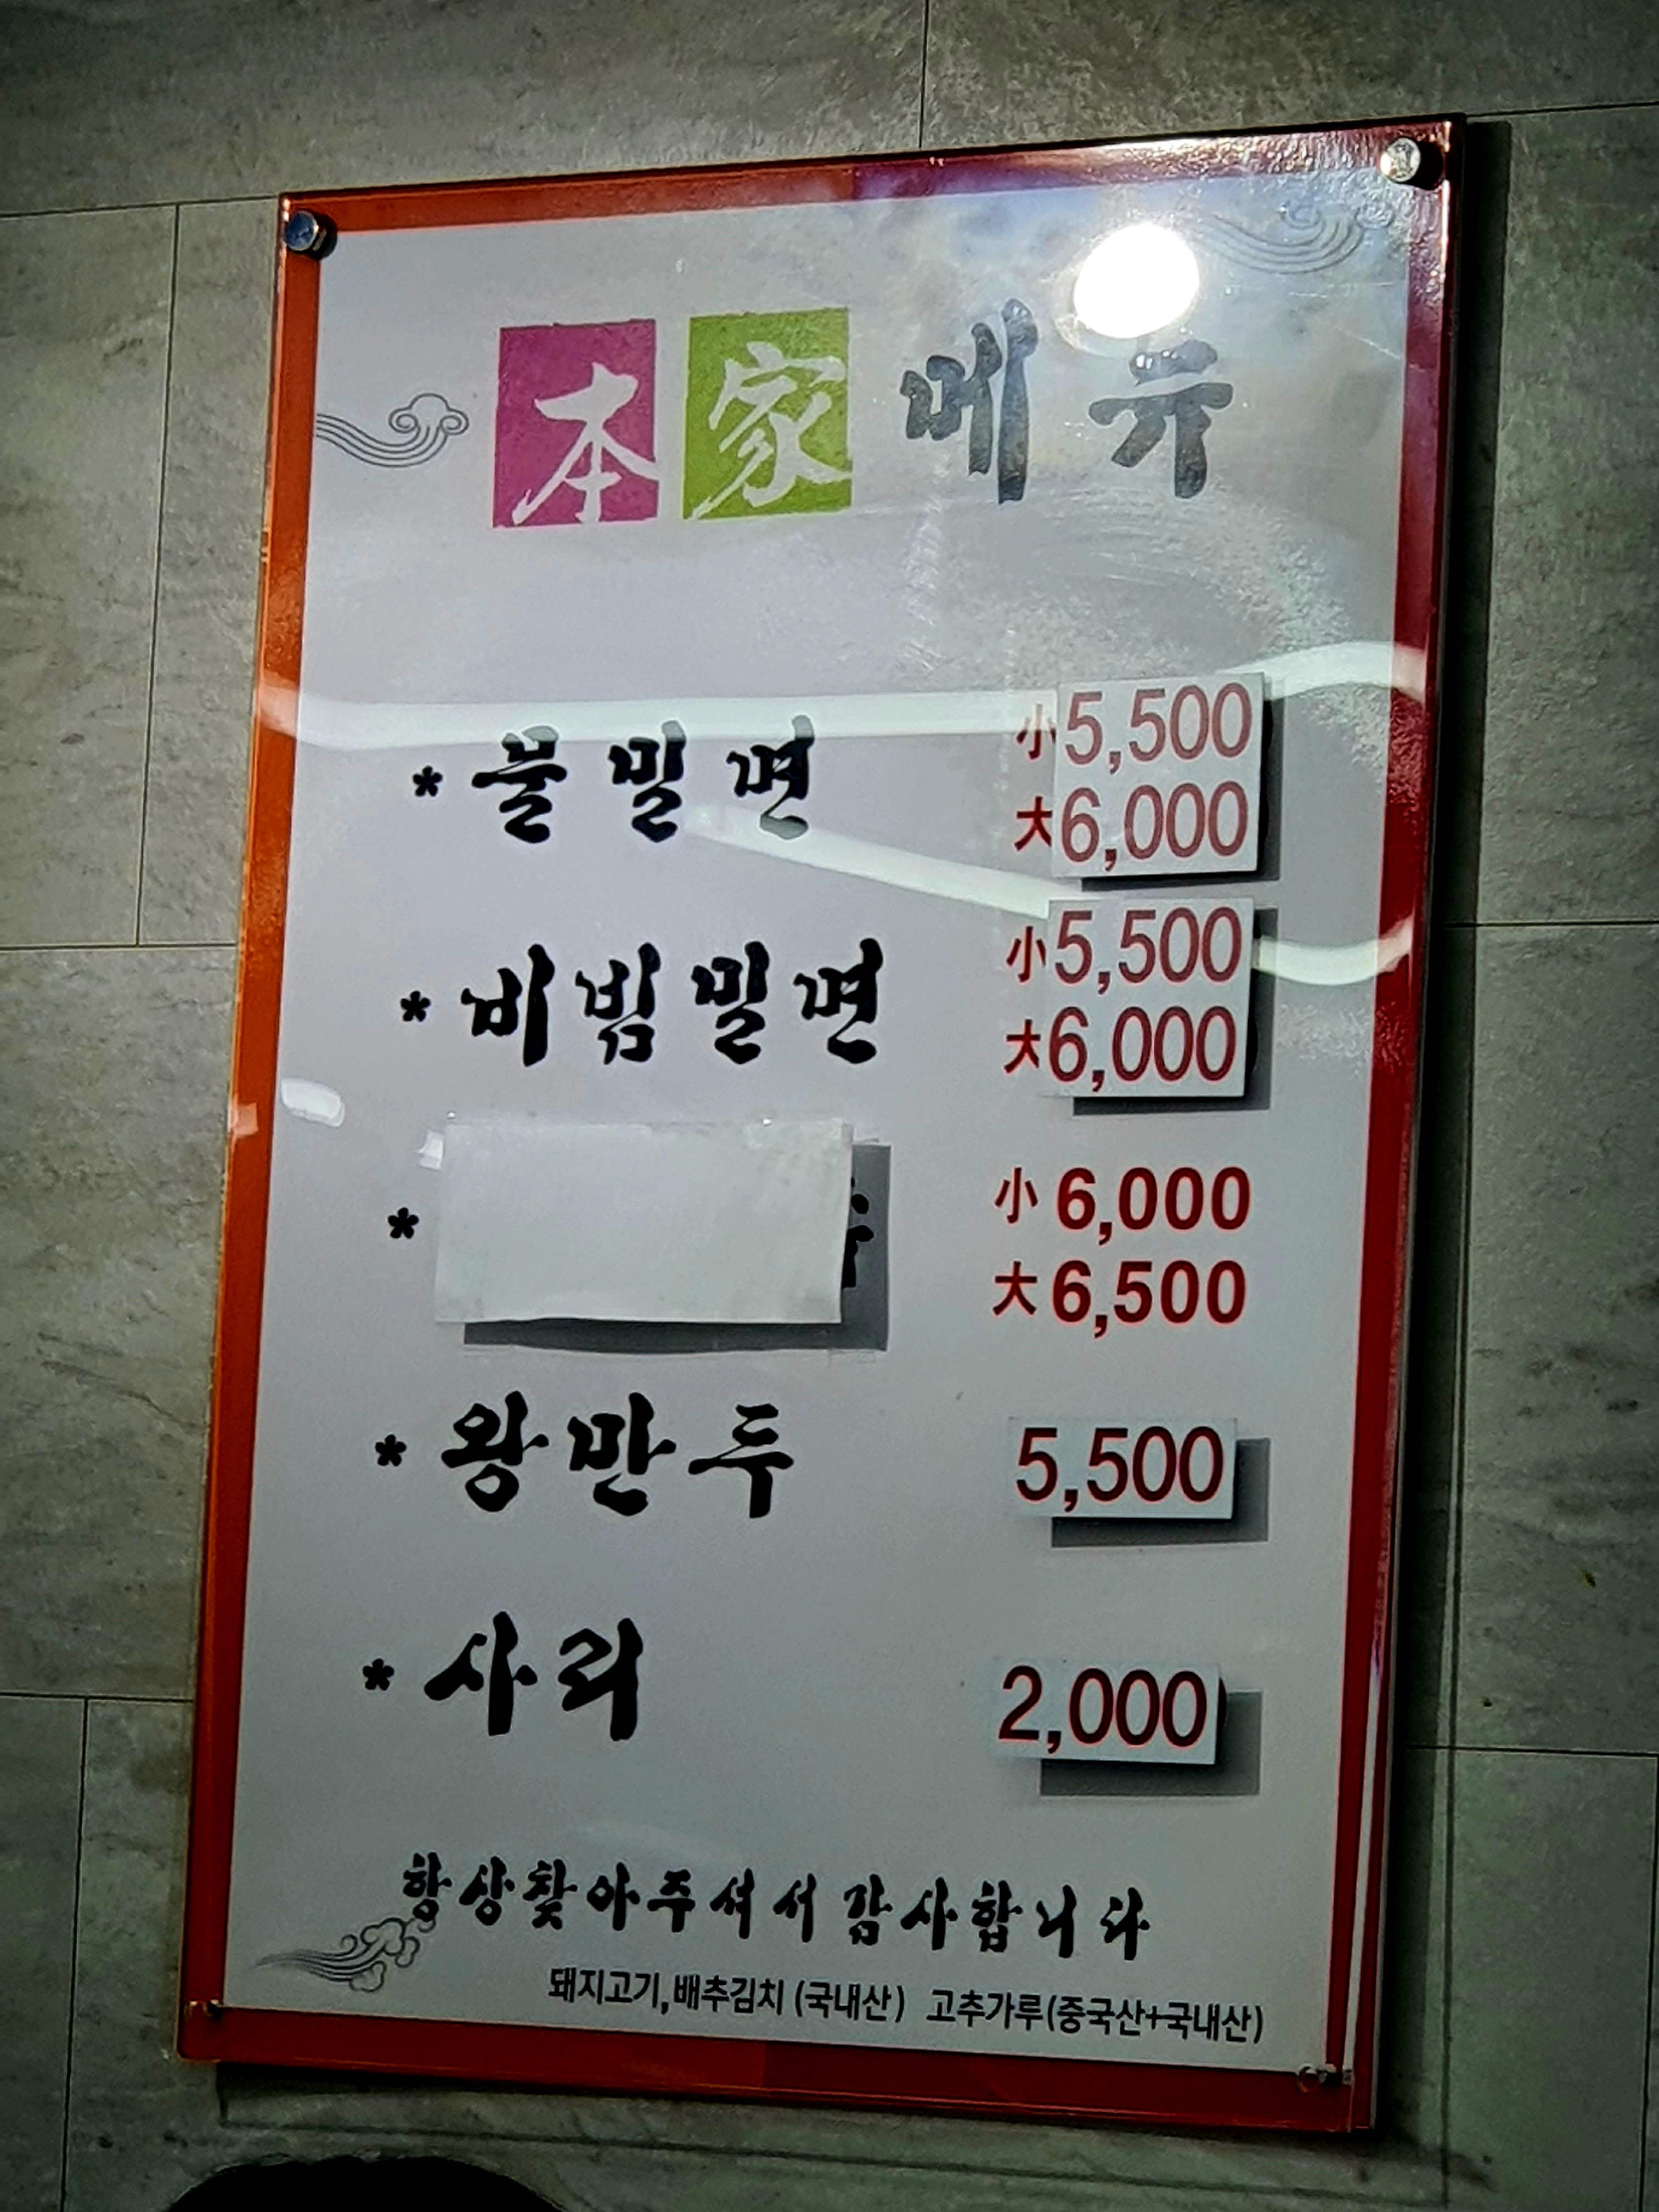 本家 메뉴
* 물밀면 小 5,500
大 6,000
* 비빔밀면 小 5,500
大 6,000
* 小 6,000
大 6,500
* 왕만두 5,500
* 사리 2,000
항상찾아주셔서 감사합니다
돼지고기, 배추김치 (국내산) 고추가루(중국산+국내산)